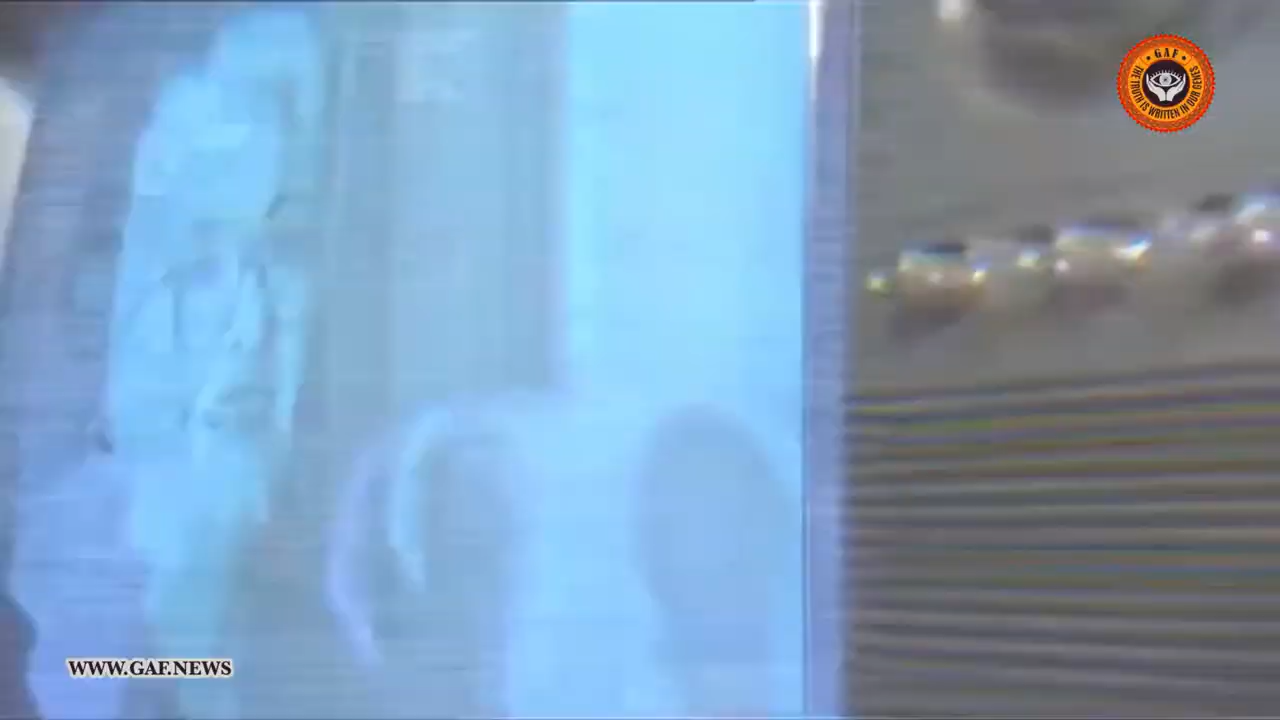 · GAF ·
THE TRUTH IS WRITTEN IN OUR GENES
WWW.GAF.NEWS